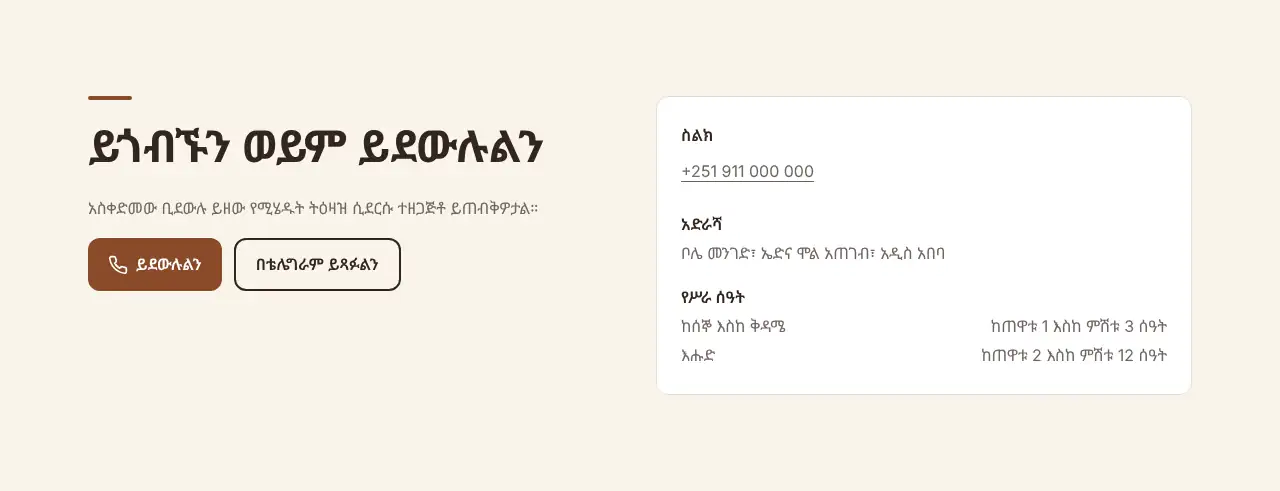 ይጎብኙን ወይም ይደውሉልን
አስቀድመው ቢደውሉ ይዘው የሚሄዱት ትዕዛዝ ሲደርሱ ተዘጋጅቶ ይጠብቅዎታል።
ይደውሉልን
በቴሌግራም ይጻፉልን
ስልክ
+251 911 000 000
አድራሻ
ቦሌ መንገድ፣ ኤድና ሞል አጠገብ፣ አዲስ አበባ
የሥራ ሰዓት
ከሰኞ እስከ ቅዳሜ ከጠዋቱ 1 እስከ ምሽቱ 3 ሰዓት
እሑድ ከጠዋቱ 2 እስከ ምሽቱ 12 ሰዓት